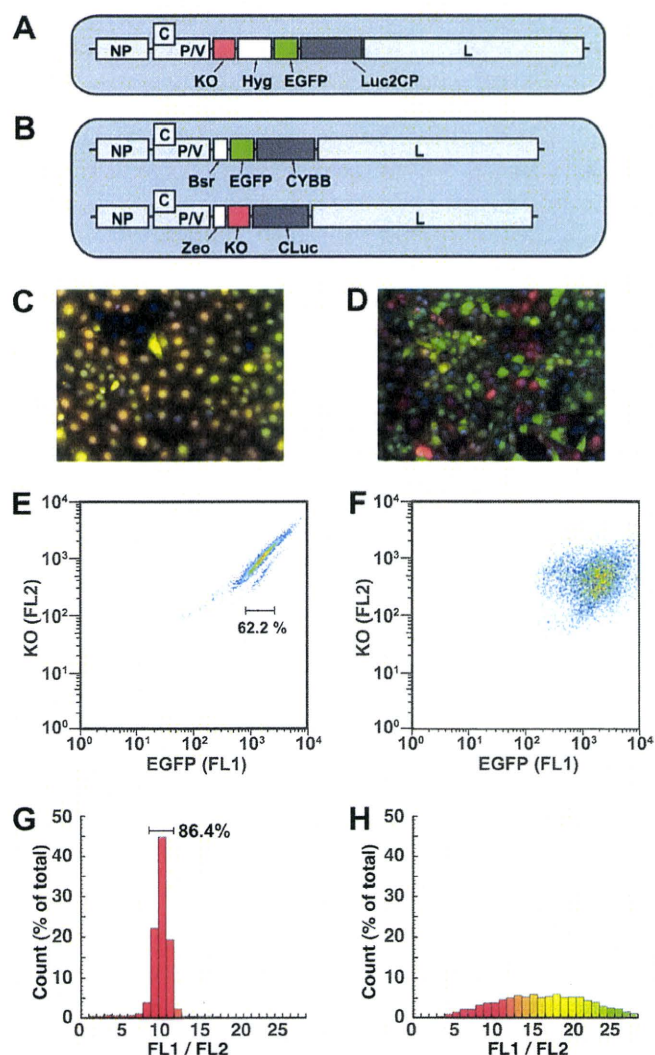 A
NP
C
P/V
L
KO
Hyg
EGFP
Luc2CP
B
NP
C
P/V
L
Bsr
EGFP
CYBB
NP
C
P/V
L
Zeo
KO
CLuc
C
D
E
10⁴
10³
10²
10¹
10⁰
KO (FL2)
62.2 %
10⁰ 10¹ 10² 10³ 10⁴
EGFP (FL1)
F
10⁴
10³
10²
10¹
10⁰
KO (FL2)
10⁰ 10¹ 10² 10³ 10⁴
EGFP (FL1)
G
50
40
30
20
10
0
Count (% of total)
86.4%
0 5 10 15 20 25
FL1 / FL2
H
50
40
30
20
10
0
Count (% of total)
0 5 10 15 20 25
FL1 / FL2